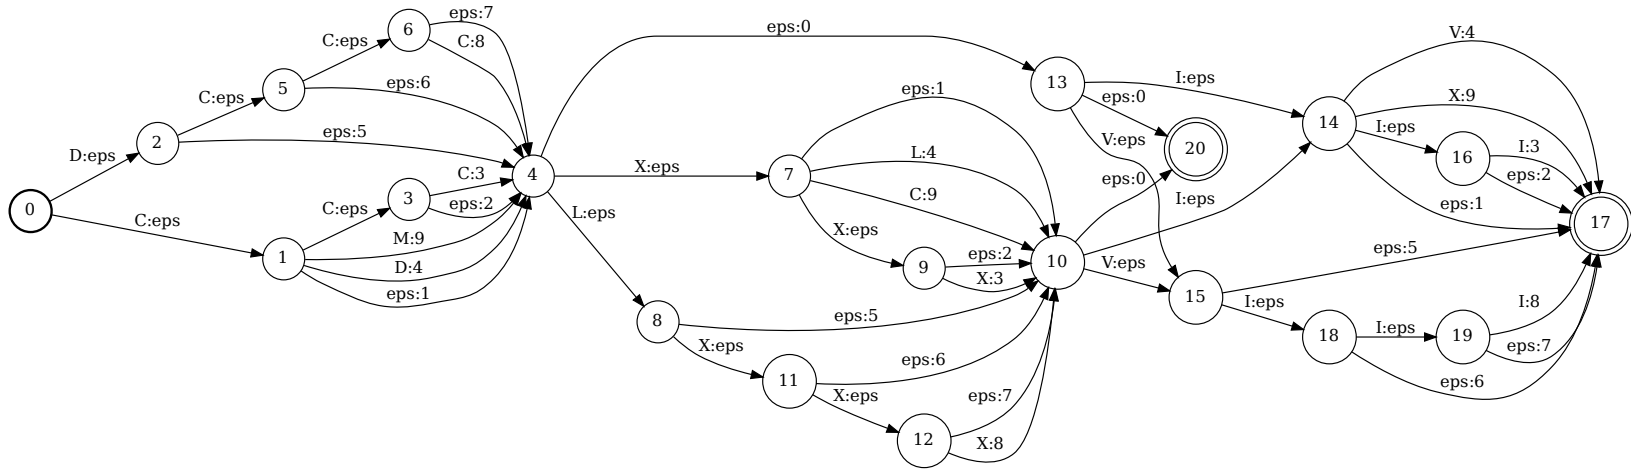 0
D:eps
C:eps
2
C:eps
eps:5
5
C:eps
eps:6
6
eps:7
C:8
1
C:eps
M:9
D:4
eps:1
3
C:3
eps:2
4
eps:0
X:eps
L:eps
7
eps:1
L:4
C:9
X:eps
9
eps:2
X:3
8
eps:5
X:eps
11
eps:6
X:eps
12
eps:7
X:8
10
eps:0
I:eps
V:eps
13
I:eps
eps:0
V:eps
20
14
V:4
X:9
I:eps
eps:1
16
I:3
eps:2
15
eps:5
I:eps
18
I:eps
eps:6
19
I:8
eps:7
17